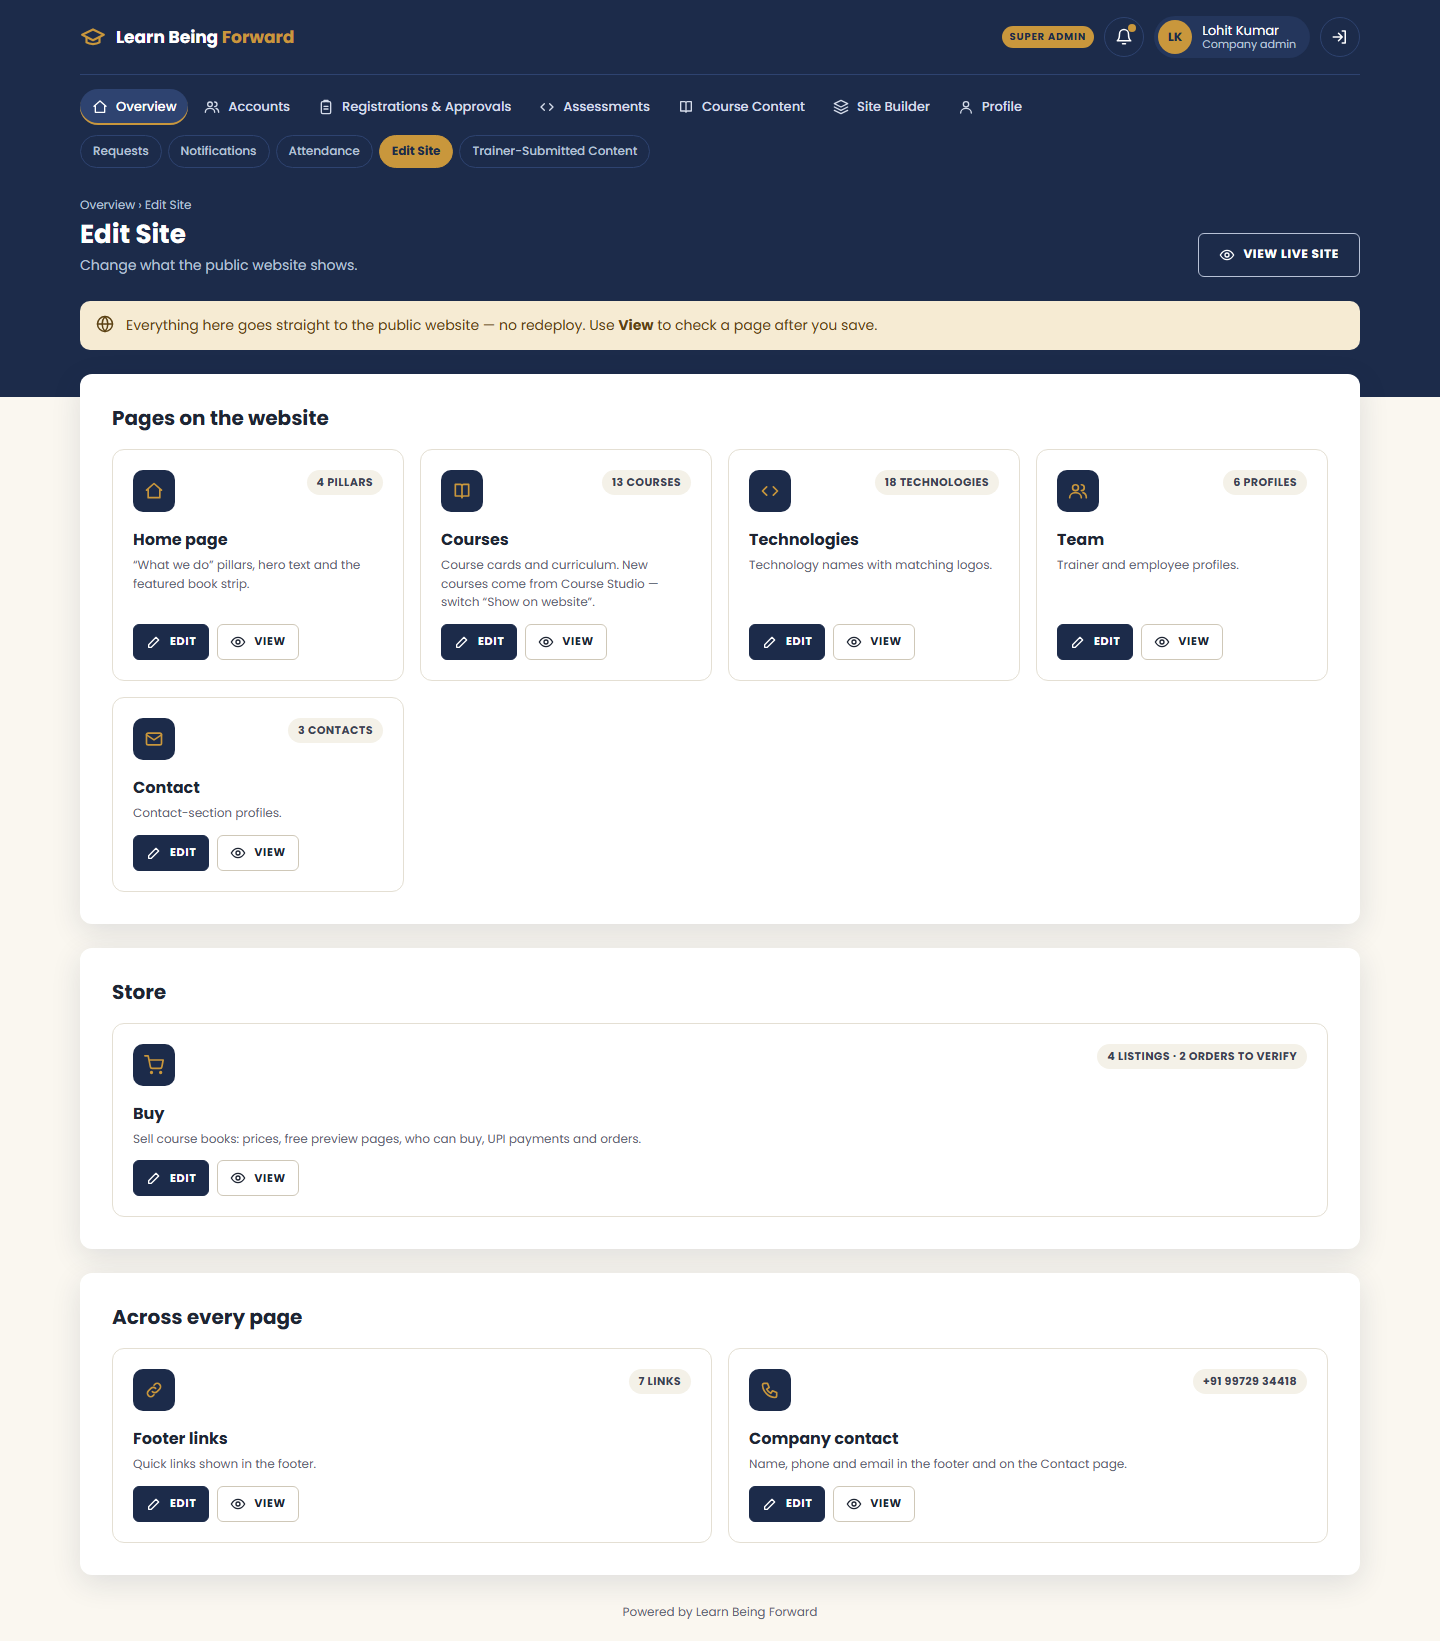 Learn Being Forward
SUPER ADMIN
LK
Lohit Kumar
Company admin
Overview
Accounts
Registrations & Approvals
Assessments
Course Content
Site Builder
Profile
Requests
Notifications
Attendance
Edit Site
Trainer-Submitted Content
Overview › Edit Site
Edit Site
Change what the public website shows.
VIEW LIVE SITE
Everything here goes straight to the public website — no redeploy. Use View to check a page after you save.
Pages on the website
4 PILLARS
Home page
“What we do” pillars, hero text and the
featured book strip.
EDIT
VIEW
13 COURSES
Courses
Course cards and curriculum. New
courses come from Course Studio —
switch “Show on website”.
EDIT
VIEW
18 TECHNOLOGIES
Technologies
Technology names with matching logos.
EDIT
VIEW
6 PROFILES
Team
Trainer and employee profiles.
EDIT
VIEW
3 CONTACTS
Contact
Contact-section profiles.
EDIT
VIEW
Store
4 LISTINGS · 2 ORDERS TO VERIFY
Buy
Sell course books: prices, free preview pages, who can buy, UPI payments and orders.
EDIT
VIEW
Across every page
7 LINKS
Footer links
Quick links shown in the footer.
EDIT
VIEW
+91 99729 34418
Company contact
Name, phone and email in the footer and on the Contact page.
EDIT
VIEW
Powered by Learn Being Forward